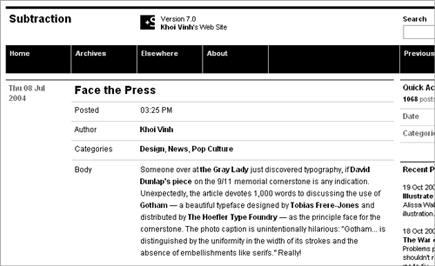 Subtraction
Version 7.0
Khoi Vinh's Web Site
Search
Home Archives Elsewhere About Previous
Thu 08 Jul
2004
Face the Press
Posted 03:25 PM
Author Khoi Vinh
Categories Design, News, Pop Culture
Body Someone over at the Gray Lady just discovered typography, if David
Dunlap's piece on the 9/11 memorial cornerstone is any indication.
Unexpectedly, the article devotes 1,000 words to discussing the use of
Gotham — a beautiful typeface designed by Tobias Frere-Jones and
distributed by The Hoefler Type Foundry — as the principle face for the
cornerstone. The photo caption is unintentionally hilarious: "Gotham... is
distinguished by the uniformity in the width of its strokes and the
absence of embellishments like serifs." Really!
Quick Ac
1068 posts
Date
Categorie
Recent P
19 Oct 200
Illustrate
Alissa Wal
illustration.
18 Oct 200
The War o
Problems p
shouldn't r